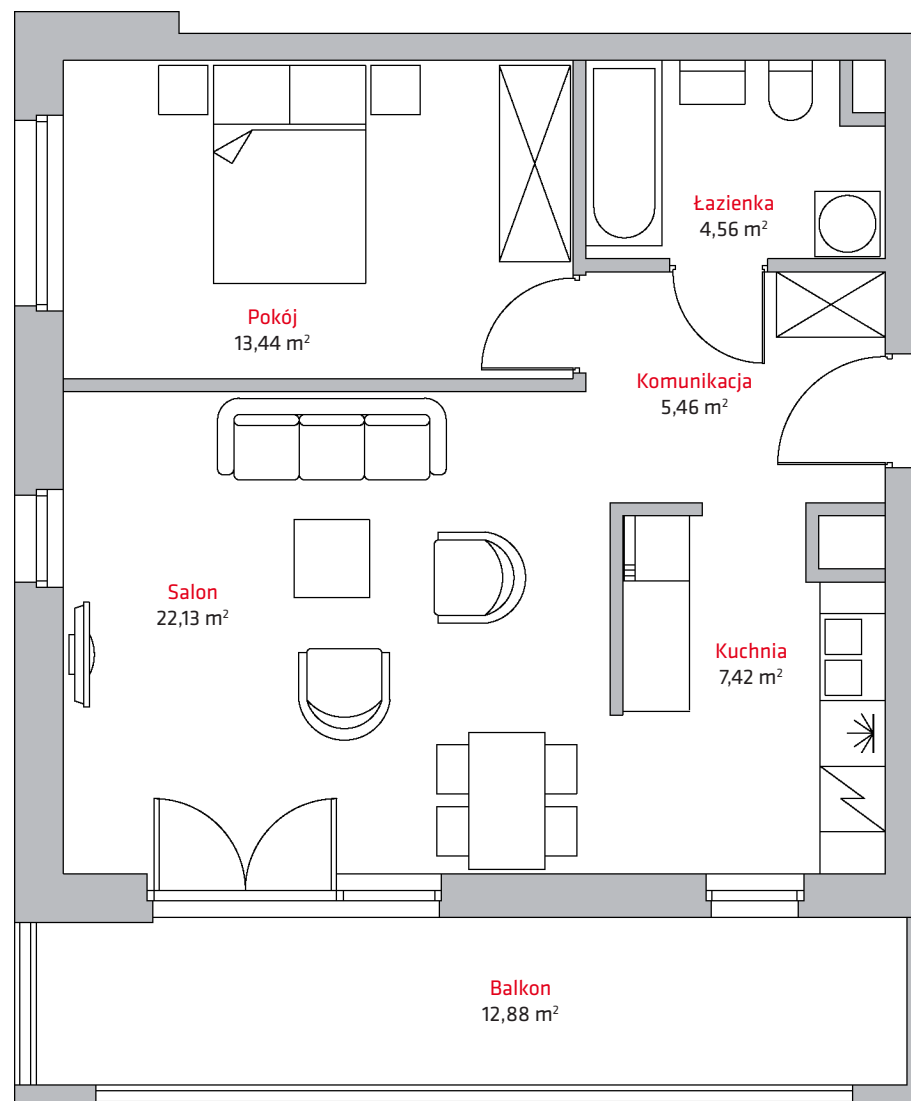 Łazienka
4,56 m²
Pokój
13,44 m²
Komunikacja
5,46 m²
Salon
22,13 m²
Kuchnia
7,42 m²
Balkon
12,88 m²